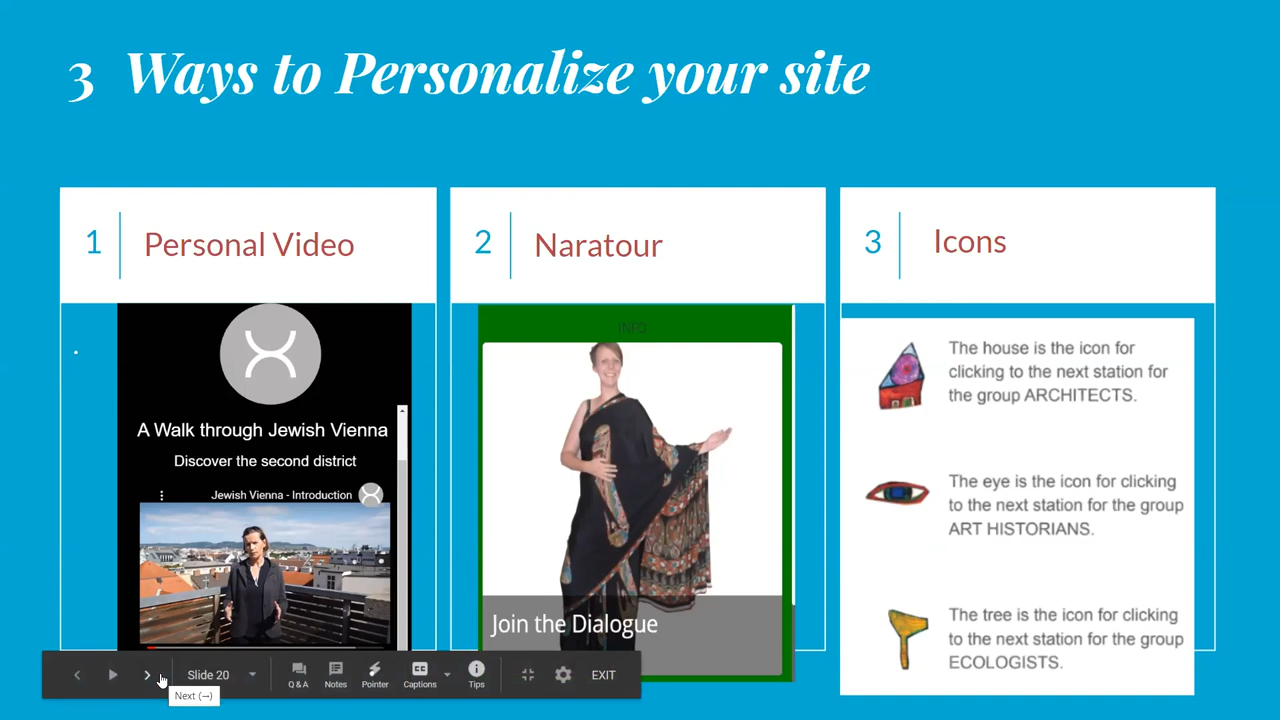 3 Ways to Personalize your site
1 Personal Video
A Walk through Jewish Vienna
Discover the second district
Jewish Vienna - Introduction
2 Naratour
INFO
Join the Dialogue
3 Icons
The house is the icon for
clicking to the next station for
the group ARCHITECTS.
The eye is the icon for clicking
to the next station for the group
ART HISTORIANS.
The tree is the icon for clicking
to the next station for the group
ECOLOGISTS.
Slide 20
Q & A
Notes
Pointer
CC
Captions
Tips
EXIT
Next (→)